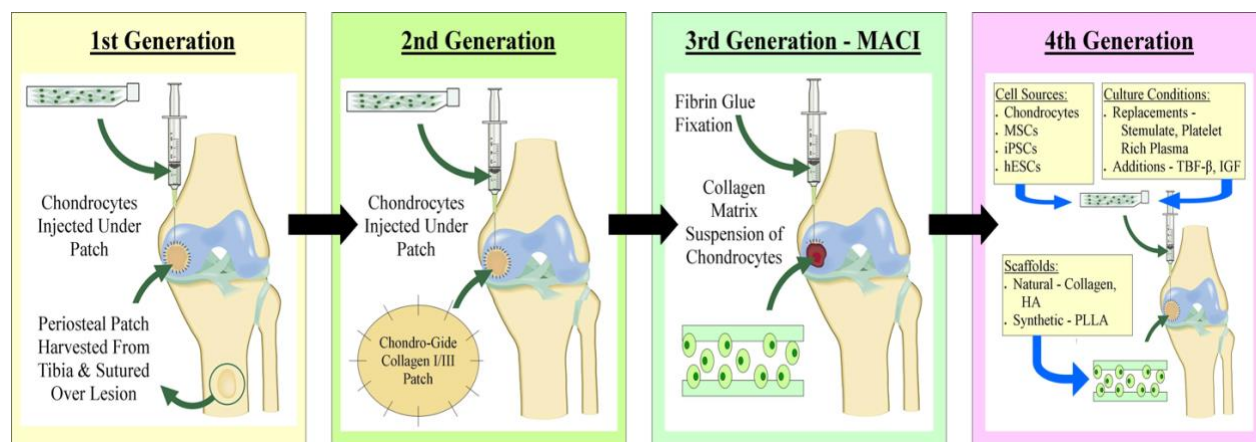 1st Generation
Chondrocytes
Injected Under
Patch
Periosteal Patch
Harvested From
Tibia & Sutured
Over Lesion
2nd Generation
Chondrocytes
Injected Under
Patch
Chondro-Gide
Collagen I/III
Patch
3rd Generation - MACI
Fibrin Glue
Fixation
Collagen
Matrix
Suspension of
Chondrocytes
4th Generation
Cell Sources:
. Chondrocytes
. MSCs
. iPSCs
. hESCs
Culture Conditions:
. Replacements -
Stemulate, Platelet
Rich Plasma
. Additions - TBF-β, IGF
Scaffolds:
. Natural - Collagen,
HA
. Synthetic - PLLA